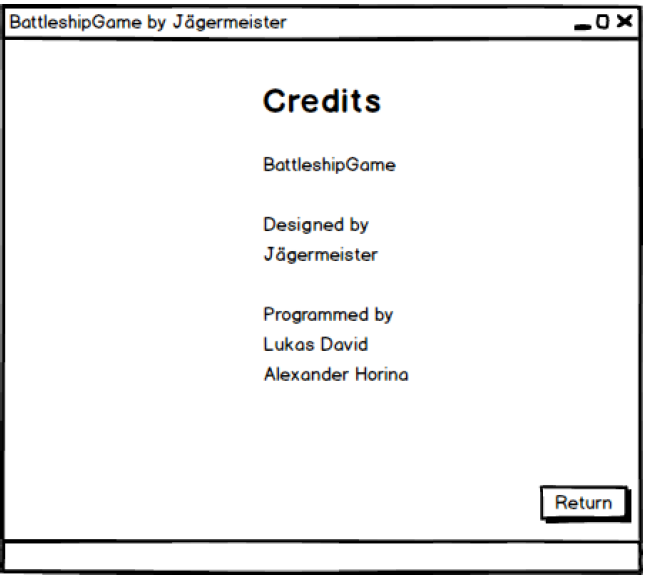 BattleshipGame by Jägermeister
Credits
BattleshipGame
Designed by
Jägermeister
Programmed by
Lukas David
Alexander Horina
Return